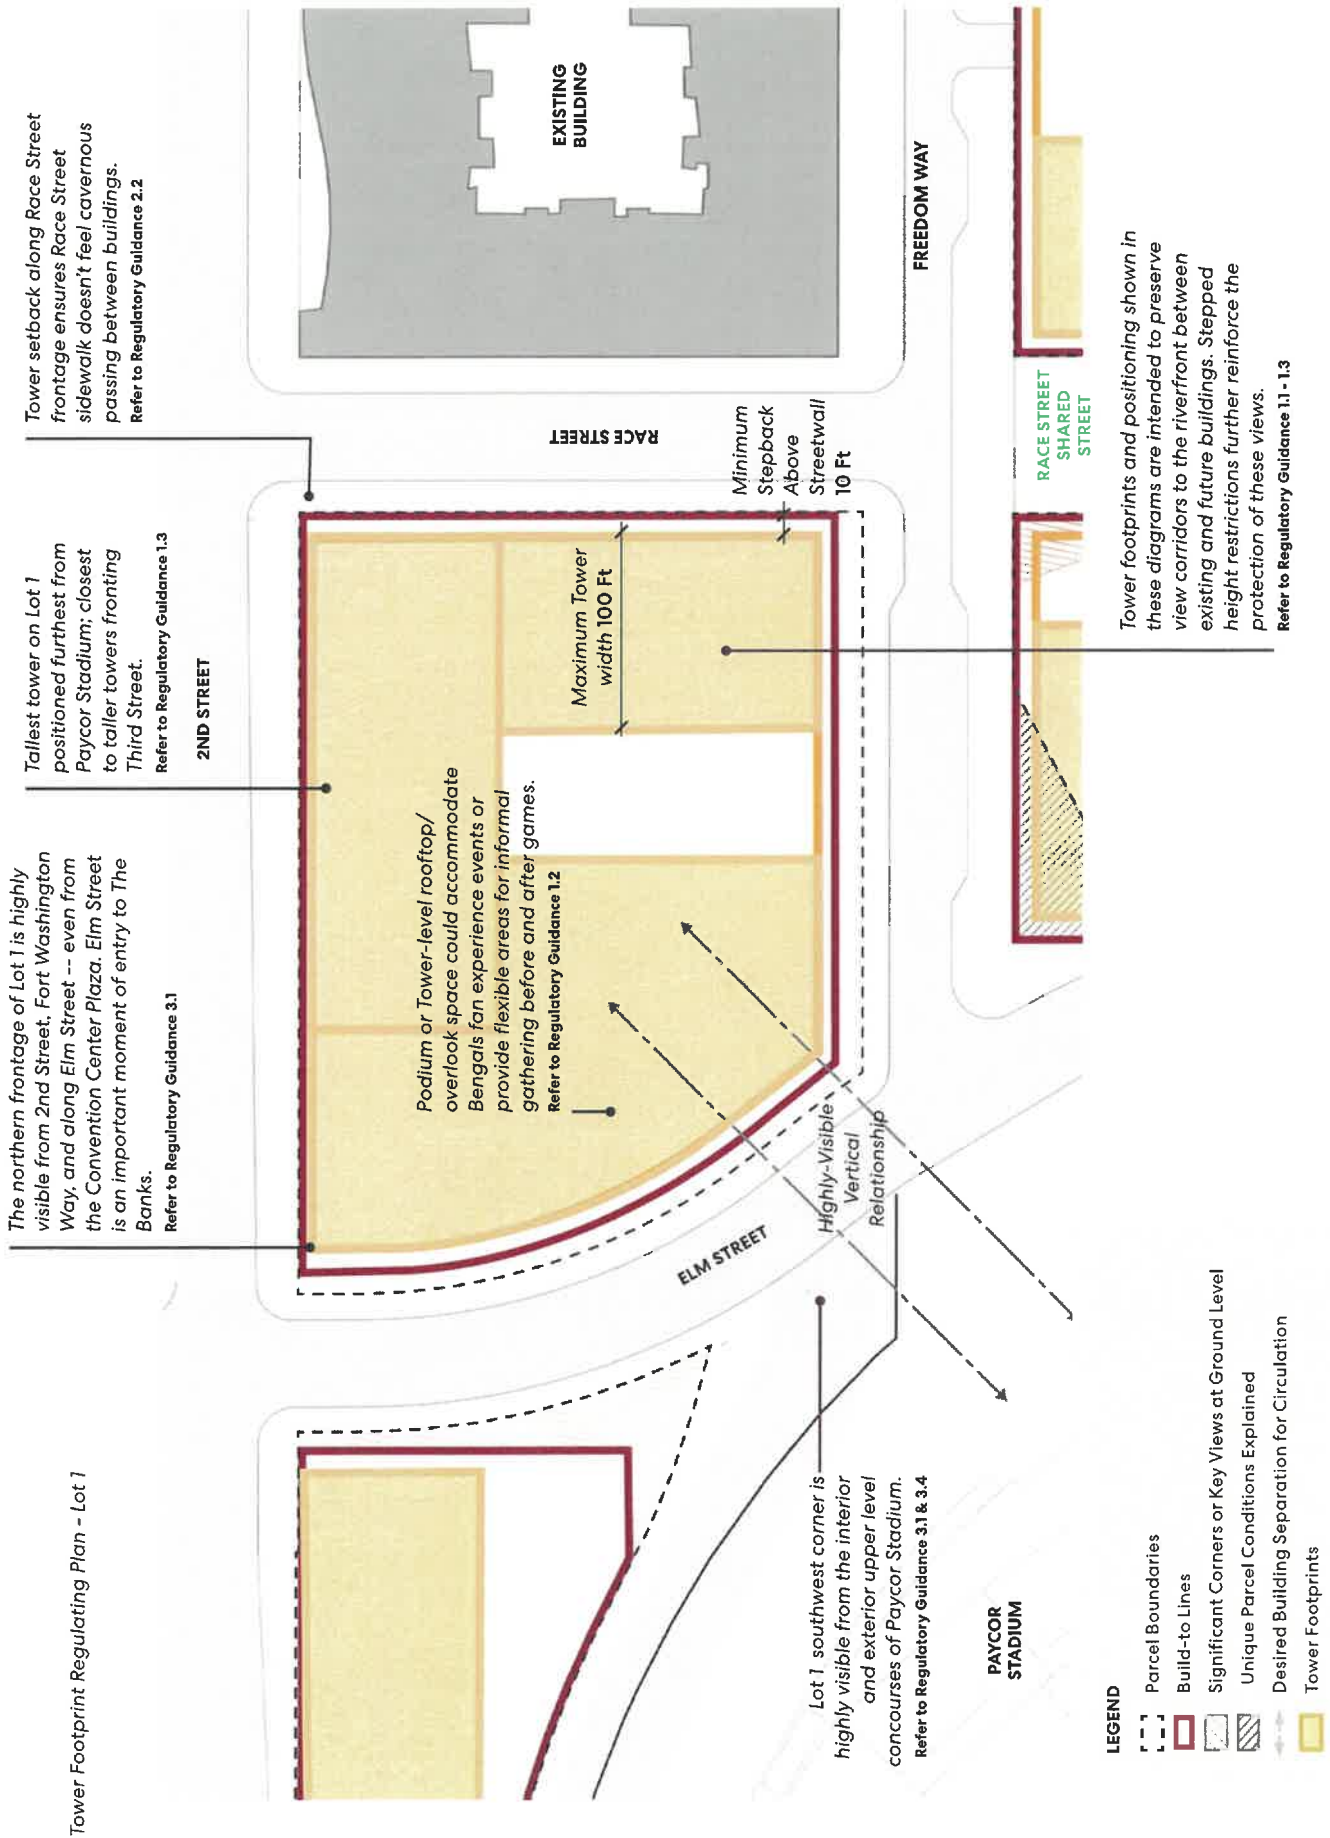 Tower Footprint Regulating Plan - Lot 1
The northern frontage of Lot 1 is highly
visible from 2nd Street, Fort Washington
Way, and along Elm Street -- even from
the Convention Center Plaza. Elm Street
is an important moment of entry to The
Banks.
Refer to Regulatory Guidance 3.1
Tallest tower on Lot 1
positioned furthest from
Paycor Stadium; closest
to taller towers fronting
Third Street.
Refer to Regulatory Guidance 1.3
Tower setback along Race Street
frontage ensures Race Street
sidewalk doesn't feel cavernous
passing between buildings.
Refer to Regulatory Guidance 2.2
2ND STREET
Podium or Tower-level rooftop/
overlook space could accommodate
Bengals fan experience events or
provide flexible areas for informal
gathering before and after games.
Refer to Regulatory Guidance 1.2
Maximum Tower
width 100 Ft
RACE STREET
EXISTING
BUILDING
Minimum
Stepback
Above
Streetwall
10 Ft
ELM STREET
Highly-Visible
Vertical
Relationship
FREEDOM WAY
Lot 1 southwest corner is
highly visible from the interior
and exterior upper level
concourses of Paycor Stadium.
Refer to Regulatory Guidance 3.1 & 3.4
RACE STREET
SHARED
STREET
PAYCOR
STADIUM
Tower footprints and positioning shown in
these diagrams are intended to preserve
view corridors to the riverfront between
existing and future buildings. Stepped
height restrictions further reinforce the
protection of these views.
Refer to Regulatory Guidance 1.1 - 1.3
LEGEND
Parcel Boundaries
Build-to Lines
Significant Corners or Key Views at Ground Level
Unique Parcel Conditions Explained
Desired Building Separation for Circulation
Tower Footprints